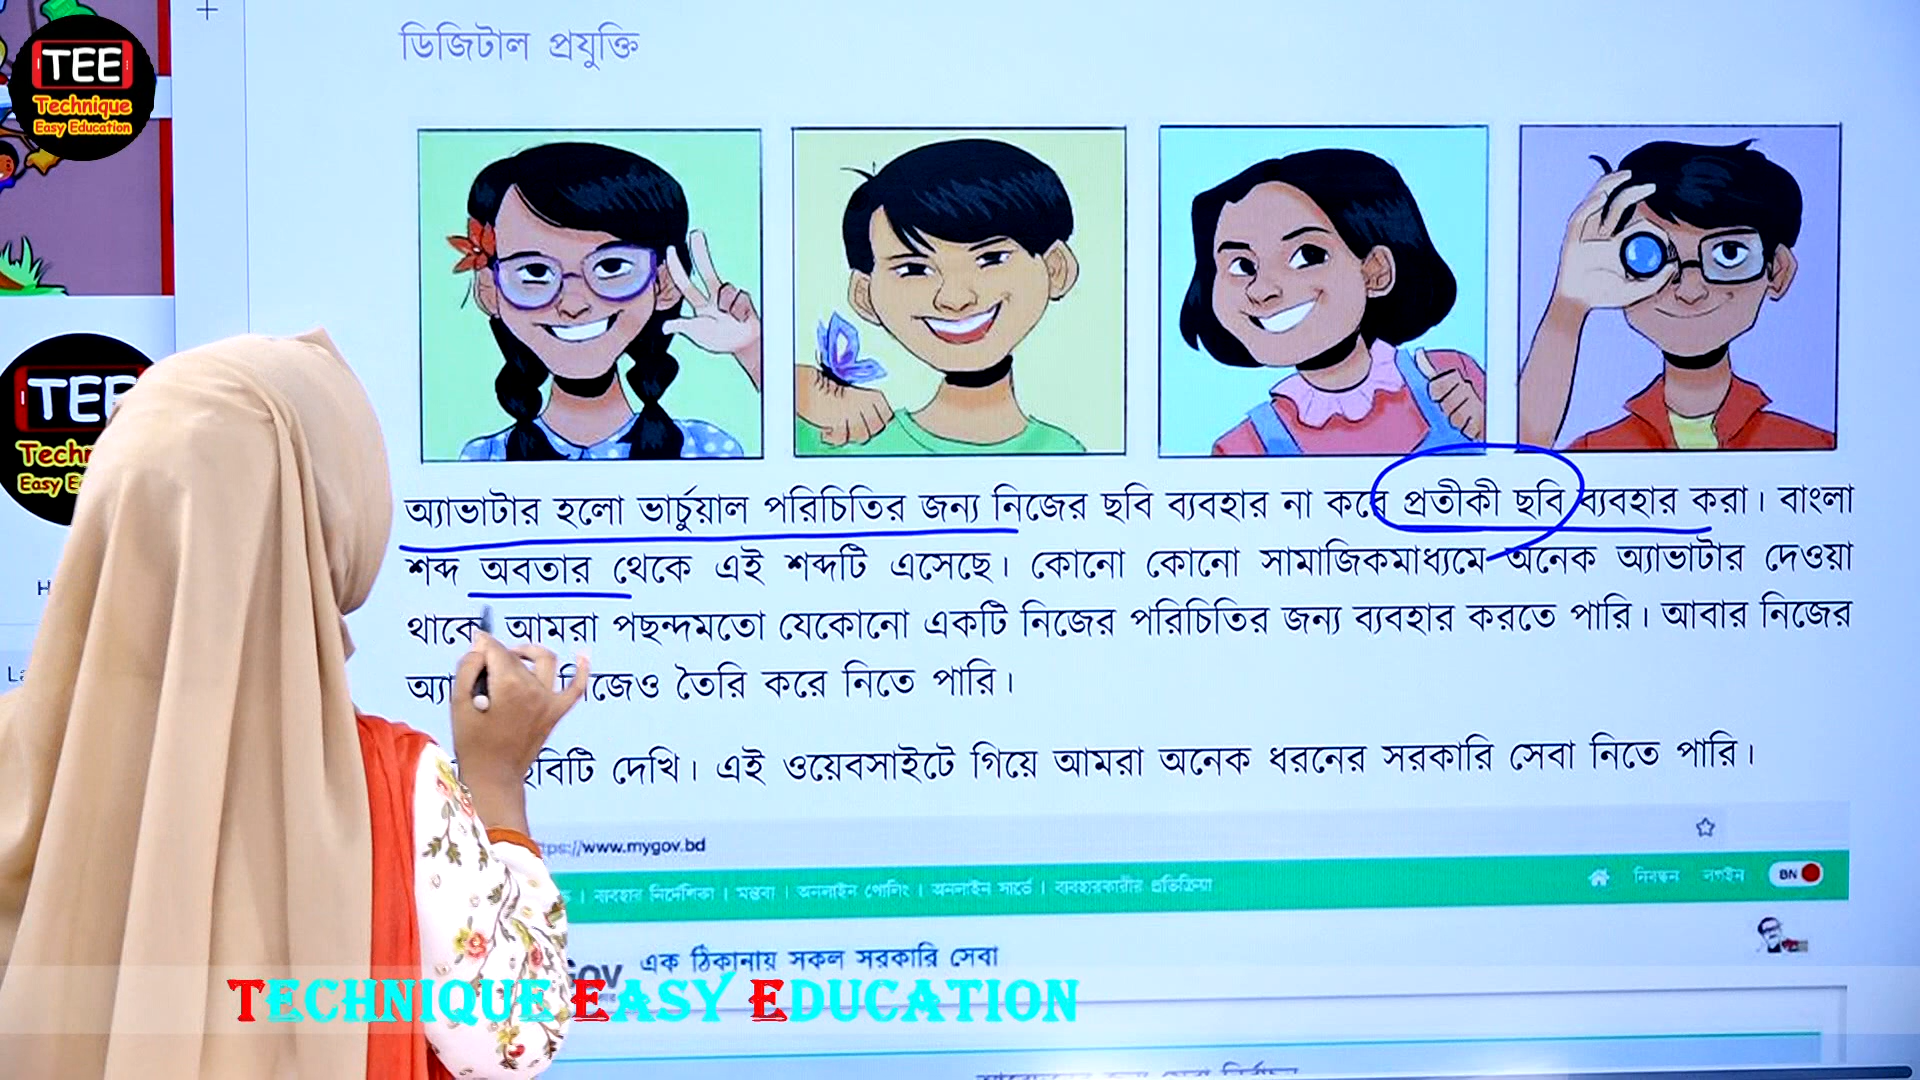 TEE
Technique
Easy Education
ডিজিটাল প্রযুক্তি
TEE
Easy
অ্যাভাটার হলো ভার্চুয়াল পরিচিতির জন্য নিজের ছবি ব্যবহার না করে প্রতীকী ছবি ব্যবহার করা। বাংলা
শব্দ অবতার থেকে এই শব্দটি এসেছে। কোনো কোনো সামাজিকমাধ্যমে অনেক অ্যাভাটার দেওয়া
থাকে আমরা পছন্দমতো যেকোনো একটি নিজের পরিচিতির জন্য ব্যবহার করতে পারি। আবার নিজের
নিজেও তৈরি করে নিতে পারি।
ছবিটি দেখি। এই ওয়েবসাইটে গিয়ে আমরা অনেক ধরনের সরকারি সেবা নিতে পারি।
ps://www.mygov.bd
| ব্যবহার নির্দেশিকা | মন্তব্য | অনলাইন পোলিং | অনলাইন সার্ভে | ব্যবহারকারীর প্রতিক্রিয়া
নিবন্ধন লগইন BN
এক ঠিকানায় সকল সরকারি সেবা
TECHNIQUE EASY EDUCATION